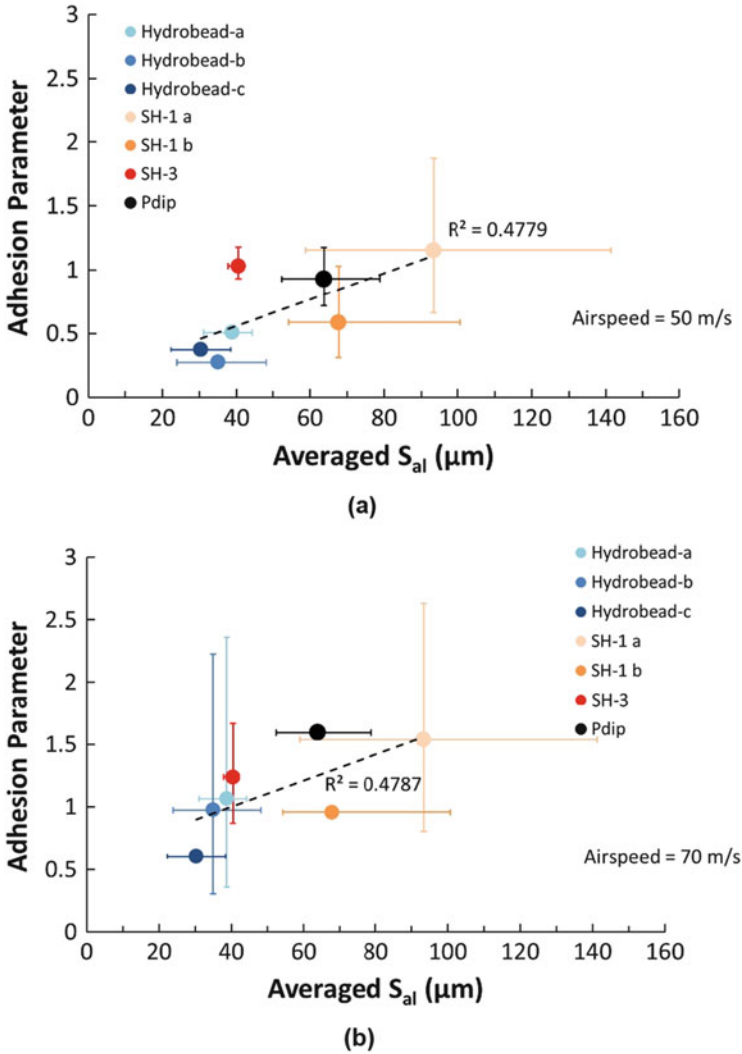 3
Hydrobead-a
Hydrobead-b
2.5
Hydrobead-c
SH-1 a
2
SH-1 b
SH-3
1.5
Pdip
R² = 0.4779
1
Airspeed = 50 m/s
0.5
0
0 20 40 60 80 100 120 140 160
Adhesion Parameter
Averaged Sal (µm)
(a)
3
Hydrobead-a
Hydrobead-b
2.5
Hydrobead-c
SH-1 a
2
SH-1 b
SH-3
Pdip
1.5
R² = 0.4787
1
Airspeed = 70 m/s
0.5
0
0 20 40 60 80 100 120 140 160
Adhesion Parameter
Averaged Sal (µm)
(b)